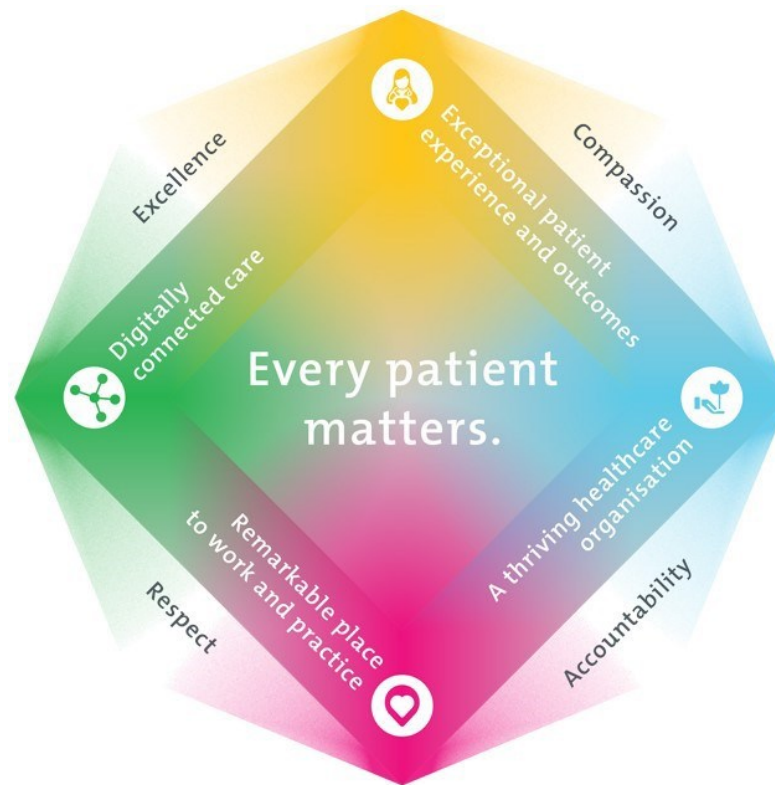 Excellence
Compassion
Exceptional patient
experience and outcomes
Digitally
connected care
Every patient
matters.
A thriving healthcare
organisation
Remarkable place
to work and practice
Respect
Accountability